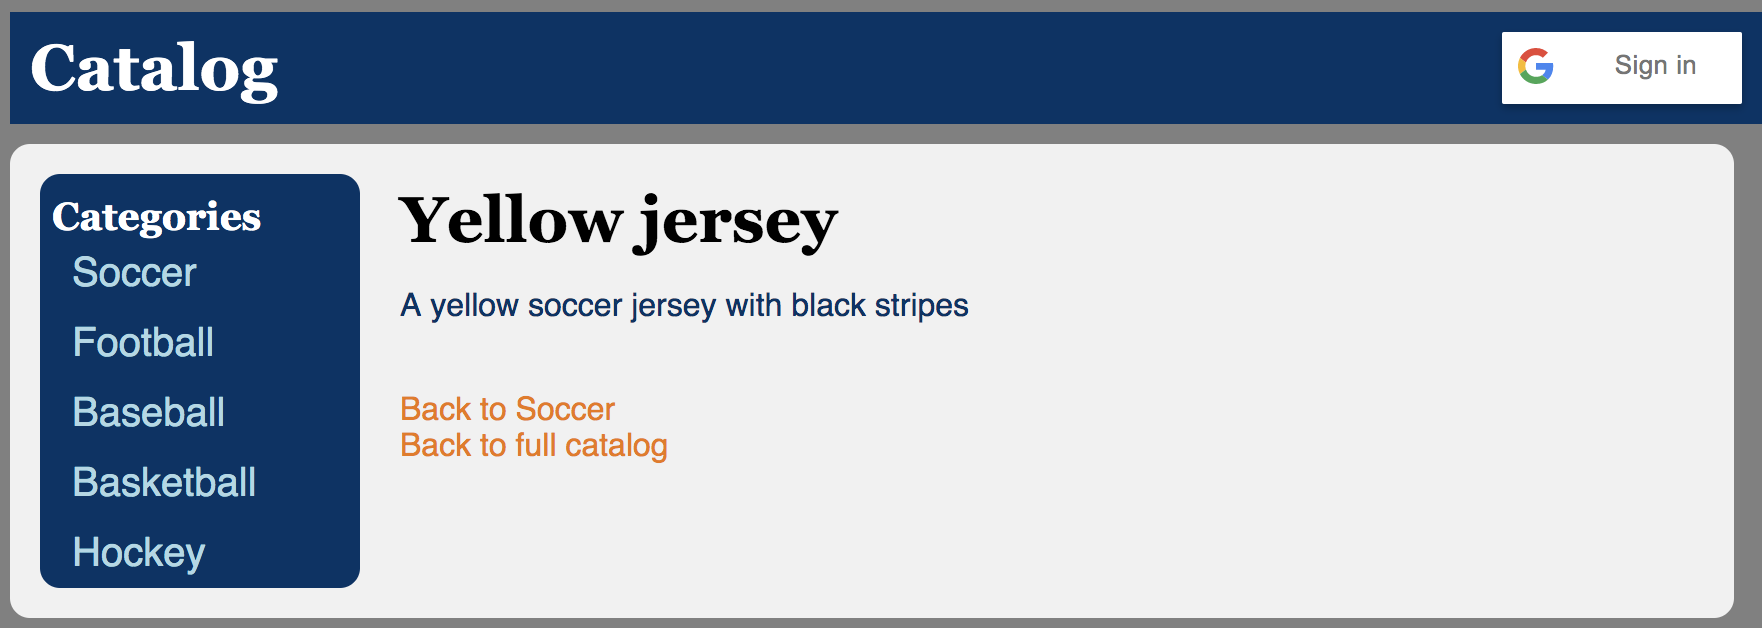 Catalog
Sign in
Categories
Soccer
Football
Baseball
Basketball
Hockey
Yellow jersey
A yellow soccer jersey with black stripes
Back to Soccer
Back to full catalog